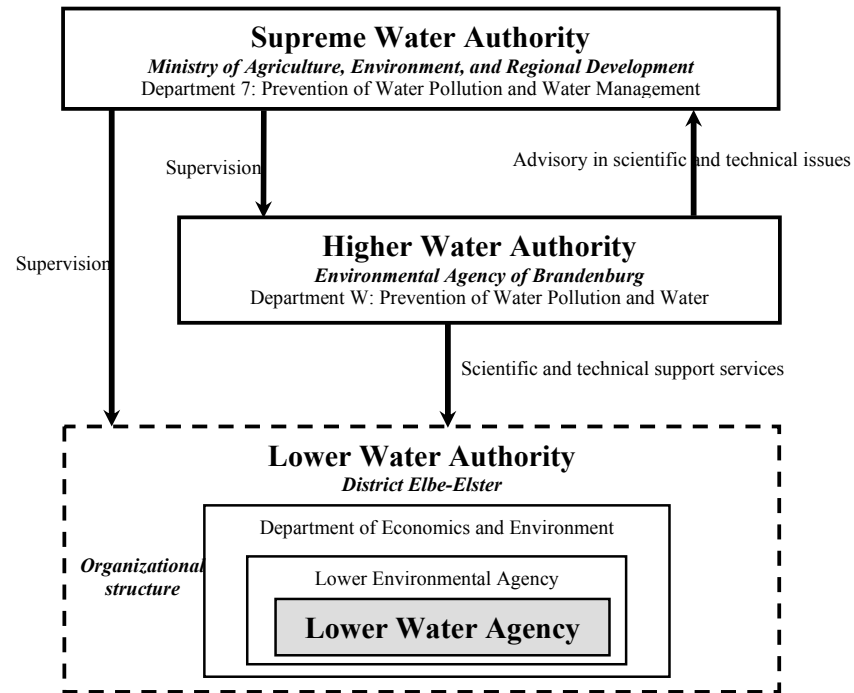 Supreme Water Authority
Ministry of Agriculture, Environment, and Regional Development
Department 7: Prevention of Water Pollution and Water Management
Supervision
Advisory in scientific and technical issues
Higher Water Authority
Environmental Agency of Brandenburg
Department W: Prevention of Water Pollution and Water
Supervision
Scientific and technical support services
Lower Water Authority
District Elbe-Elster
Department of Economics and Environment
Organizational
structure
Lower Environmental Agency
Lower Water Agency